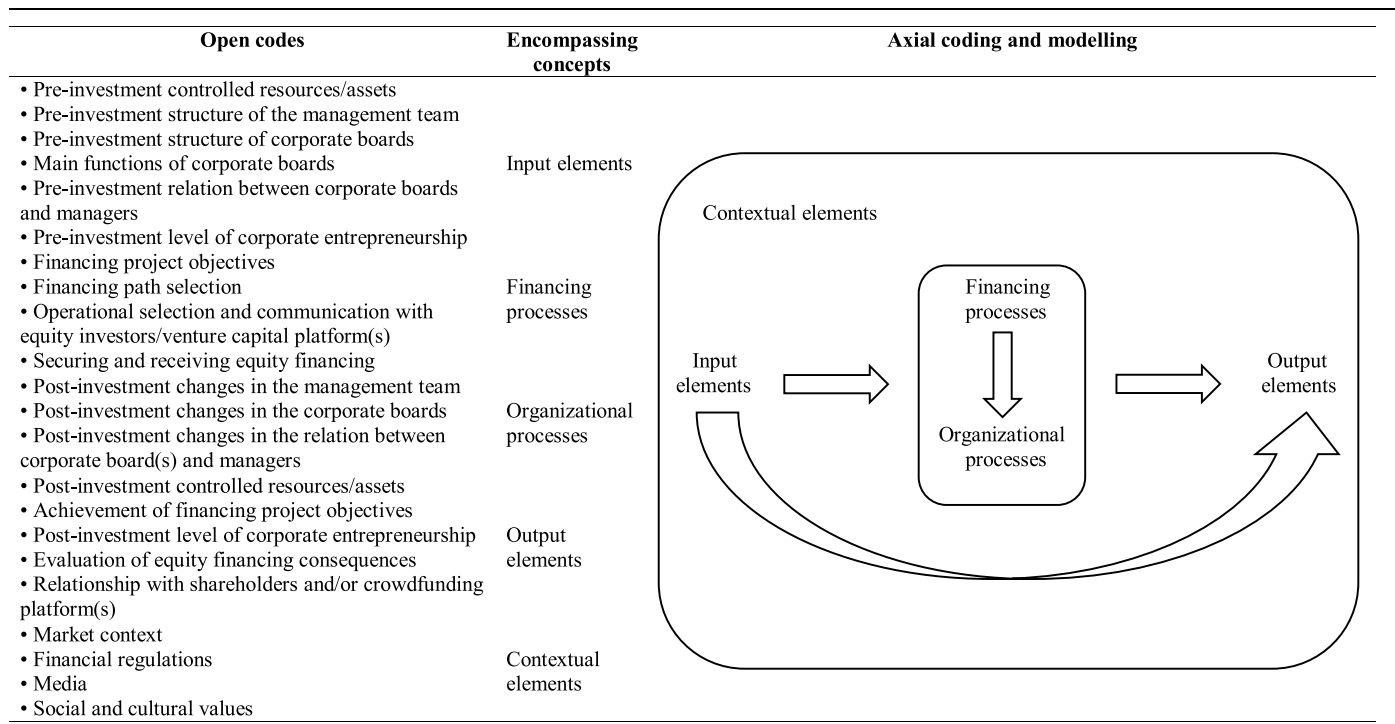 Open codes
Encompassing
concepts
Axial coding and modelling
• Pre-investment controlled resources/assets
• Pre-investment structure of the management team
• Pre-investment structure of corporate boards
• Main functions of corporate boards
• Pre-investment relation between corporate boards
and managers
• Pre-investment level of corporate entrepreneurship
Input elements
• Financing project objectives
• Financing path selection
• Operational selection and communication with
equity investors/venture capital platform(s)
• Securing and receiving equity financing
Financing
processes
• Post-investment changes in the management team
• Post-investment changes in the corporate boards
• Post-investment changes in the relation between
corporate board(s) and managers
Organizational
processes
• Post-investment controlled resources/assets
• Achievement of financing project objectives
• Post-investment level of corporate entrepreneurship
• Evaluation of equity financing consequences
• Relationship with shareholders and/or crowdfunding
platform(s)
Output
elements
• Market context
• Financial regulations
• Media
• Social and cultural values
Contextual
elements
Contextual elements
Input
elements
Financing
processes
Organizational
processes
Output
elements